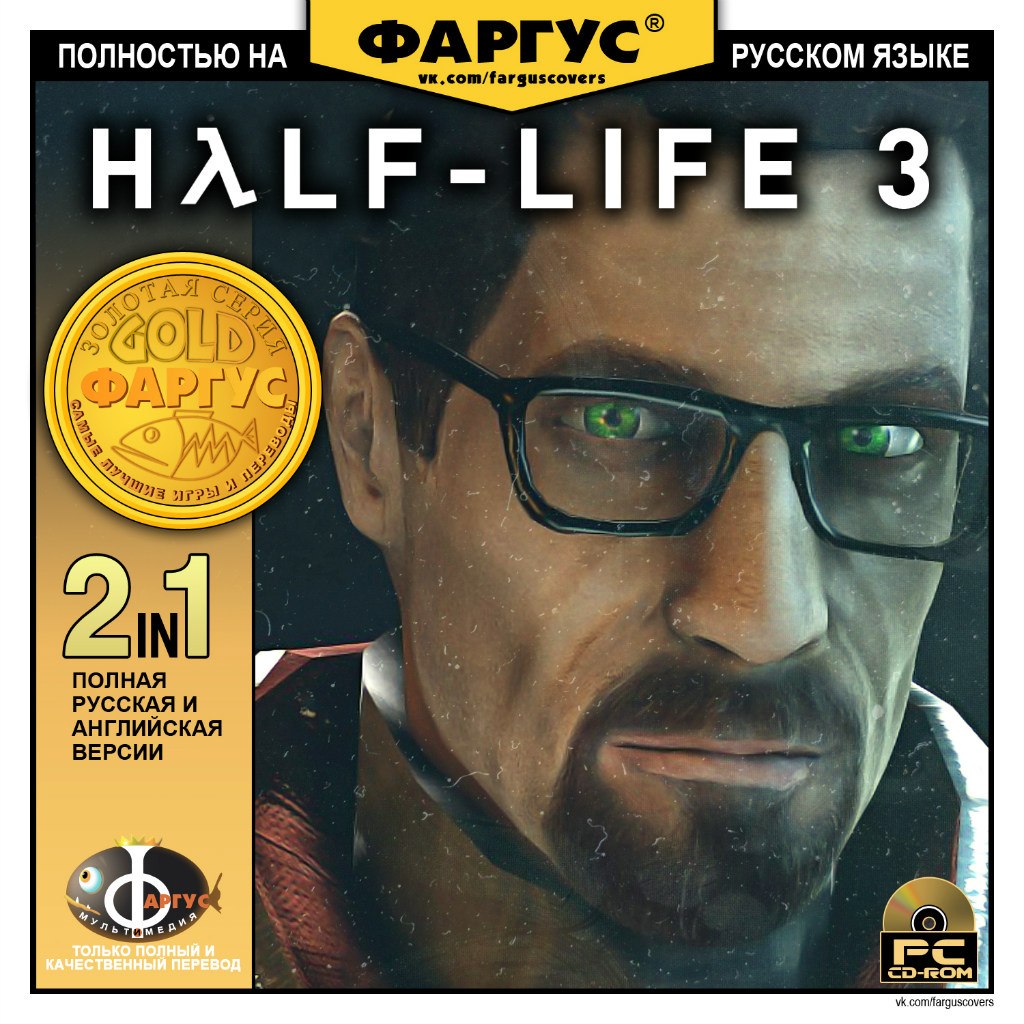 ПОЛНОСТЬЮ НА
ФАРГУС®
vk.com/farguscovers
РУССКОМ ЯЗЫКЕ
HλLF-LIFE 3
ЗОЛОТАЯ СЕРИЯ
GOLD
ФАРГУС
САМЫЕ ЛУЧШИЕ ИГРЫ И ПЕРЕВОДЫ
2IN1
ПОЛНАЯ
РУССКАЯ И
АНГЛИЙСКАЯ
ВЕРСИИ
ФАРГУС
МУЛЬТИМЕДИЯ
ТОЛЬКО ПОЛНЫЙ И
КАЧЕСТВЕННЫЙ ПЕРЕВОД
PC
CD-ROM
vk.com/farguscovers